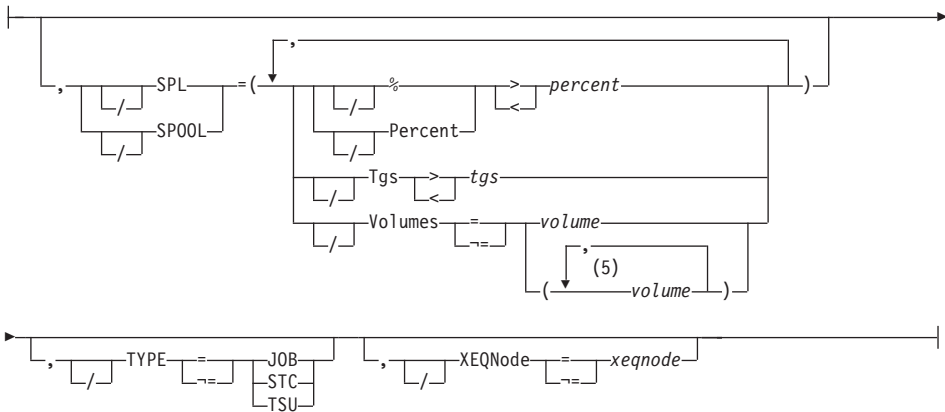 ,
, SPL =( % > percent )
/ / <
SPOOL Percent
/ /
Tgs > tgs
/ <
Volumes = volume
/ ¬= ,
(5)
( volume )
, TYPE = JOB , XEQNode = xeqnode
/ ¬= STC / ¬=
TSU